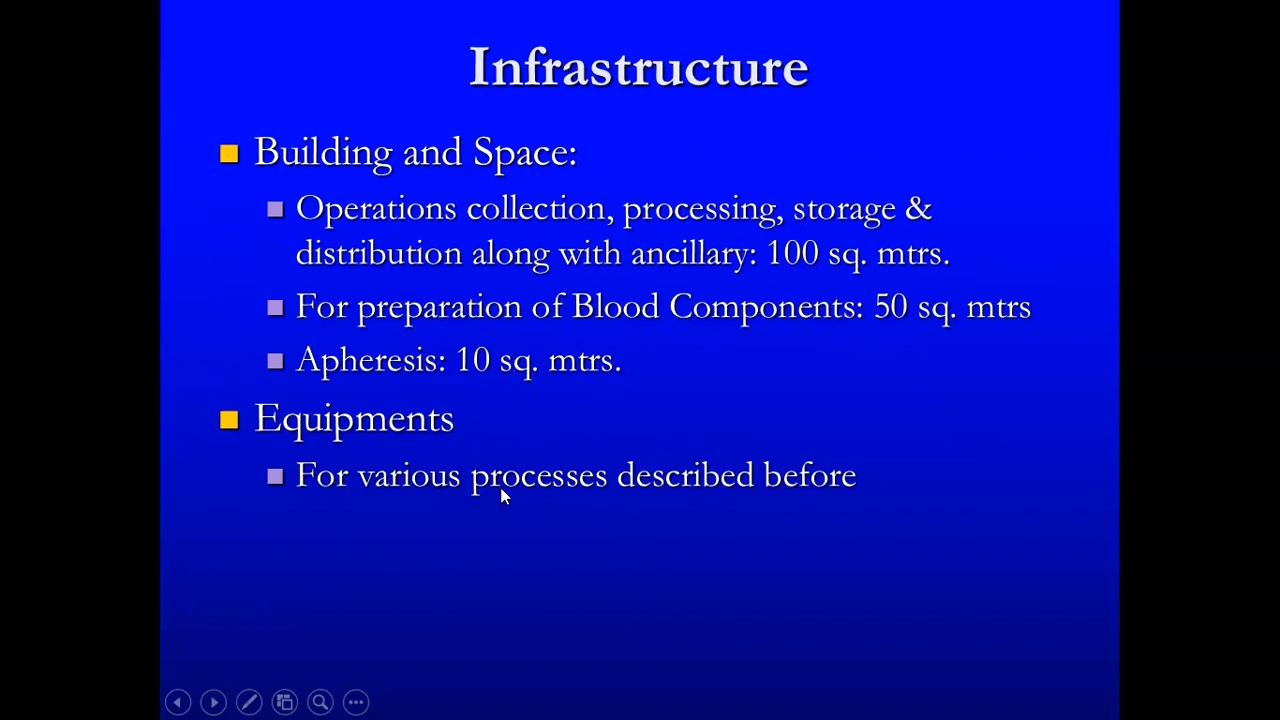 Infrastructure
Building and Space:
Operations collection, processing, storage &
distribution along with ancillary: 100 sq. mtrs.
For preparation of Blood Components: 50 sq. mtrs
Apheresis: 10 sq. mtrs.
Equipments
For various processes described before